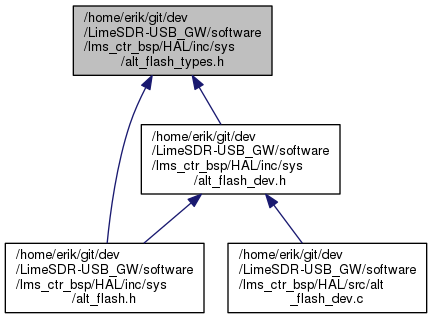 /home/erik/git/dev
/LimeSDR-USB_GW/software
/lms_ctr_bsp/HAL/inc/sys
/alt_flash_types.h
/home/erik/git/dev
/LimeSDR-USB_GW/software
/lms_ctr_bsp/HAL/inc/sys
/alt_flash_dev.h
/home/erik/git/dev
/LimeSDR-USB_GW/software
/lms_ctr_bsp/HAL/inc/sys
/alt_flash.h
/home/erik/git/dev
/LimeSDR-USB_GW/software
/lms_ctr_bsp/HAL/src/alt
_flash_dev.c